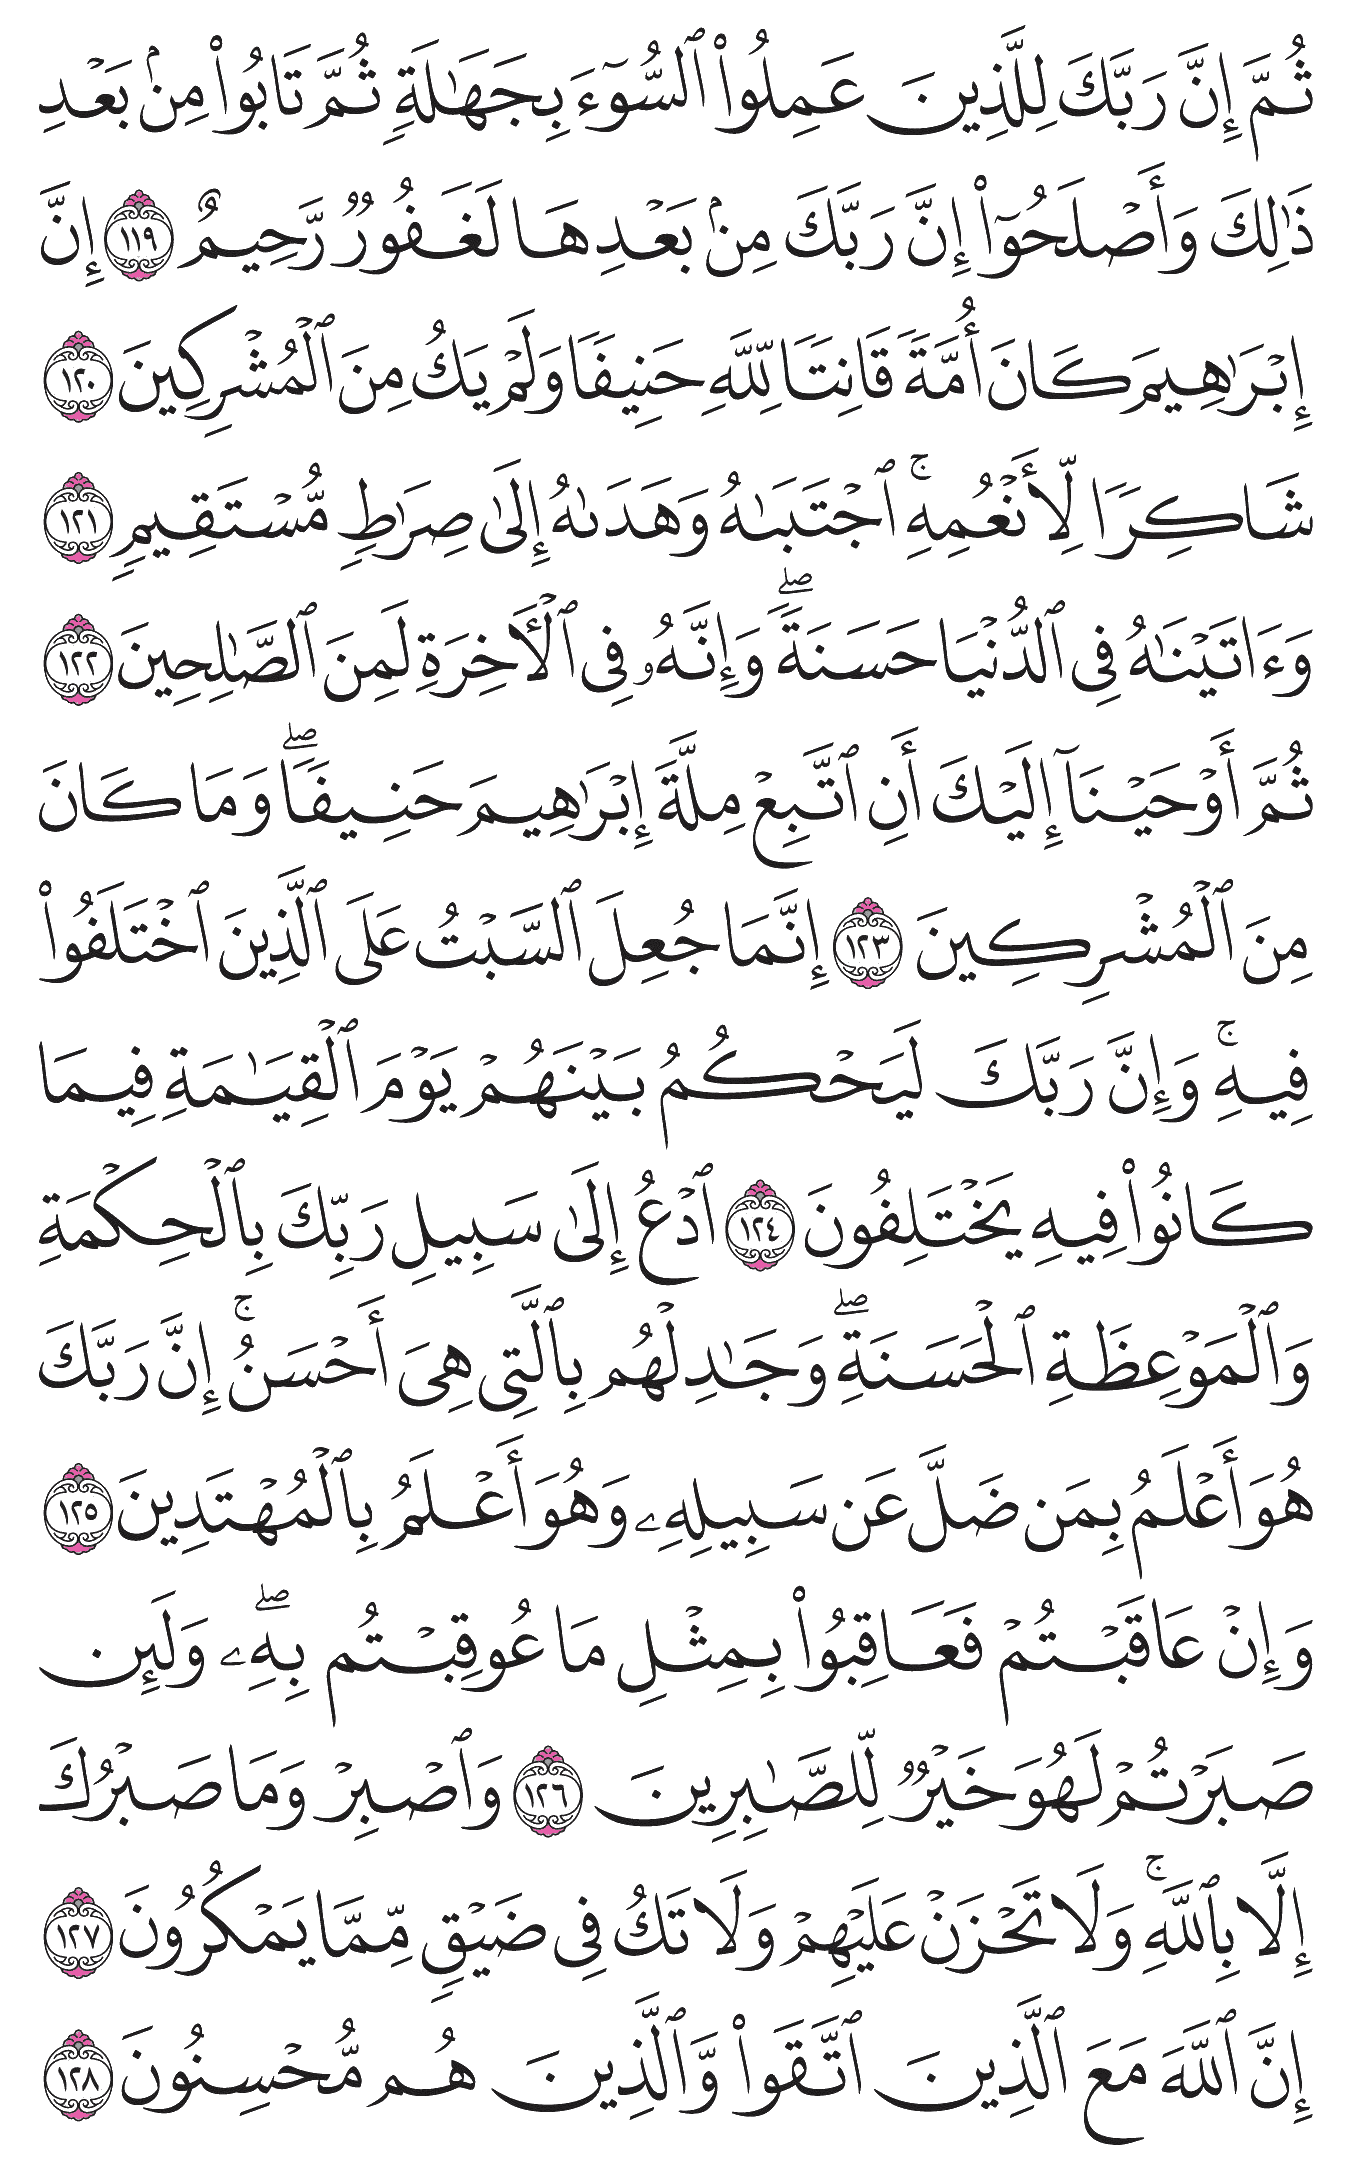 ثُمَّ إِنَّ رَبَّكَ لِلَّذِينَ عَمِلُواْ ٱلسُّوٓءَ بِجَهَٰلَةٖ ثُمَّ تَابُواْ مِنۢ بَعۡدِ
ذَٰلِكَ وَأَصۡلَحُوٓاْ إِنَّ رَبَّكَ مِنۢ بَعۡدِهَا لَغَفُورٞ رَّحِيمٌ ١١٩ إِنَّ
إِبۡرَٰهِيمَ كَانَ أُمَّةٗ قَانِتٗا لِّلَّهِ حَنِيفٗا وَلَمۡ يَكُ مِنَ ٱلۡمُشۡرِكِينَ ١٢٠
شَاكِرٗا لِّأَنۡعُمِهِۚ ٱجۡتَبَىٰهُ وَهَدَىٰهُ إِلَىٰ صِرَٰطٖ مُّسۡتَقِيمٖ ١٢١
وَءَاتَيۡنَٰهُ فِي ٱلدُّنۡيَا حَسَنَةٗۖ وَإِنَّهُۥ فِي ٱلۡأٓخِرَةِ لَمِنَ ٱلصَّٰلِحِينَ ١٢٢
ثُمَّ أَوۡحَيۡنَآ إِلَيۡكَ أَنِ ٱتَّبِعۡ مِلَّةَ إِبۡرَٰهِيمَ حَنِيفٗاۖ وَمَا كَانَ
مِنَ ٱلۡمُشۡرِكِينَ ١٢٣ إِنَّمَا جُعِلَ ٱلسَّبۡتُ عَلَى ٱلَّذِينَ ٱخۡتَلَفُواْ
فِيهِۚ وَإِنَّ رَبَّكَ لَيَحۡكُمُ بَيۡنَهُمۡ يَوۡمَ ٱلۡقِيَٰمَةِ فِيمَا
كَانُواْ فِيهِ يَخۡتَلِفُونَ ١٢٤ ٱدۡعُ إِلَىٰ سَبِيلِ رَبِّكَ بِٱلۡحِكۡمَةِ
وَٱلۡمَوۡعِظَةِ ٱلۡحَسَنَةِۖ وَجَٰدِلۡهُم بِٱلَّتِي هِيَ أَحۡسَنُۚ إِنَّ رَبَّكَ
هُوَ أَعۡلَمُ بِمَن ضَلَّ عَن سَبِيلِهِۦ وَهُوَ أَعۡلَمُ بِٱلۡمُهۡتَدِينَ ١٢٥
وَإِنۡ عَاقَبۡتُمۡ فَعَاقِبُواْ بِمِثۡلِ مَا عُوقِبۡتُم بِهِۦۖ وَلَئِن
صَبَرۡتُمۡ لَهُوَ خَيۡرٞ لِّلصَّٰبِرِينَ ١٢٦ وَٱصۡبِرۡ وَمَا صَبۡرُكَ
إِلَّا بِٱللَّهِۚ وَلَا تَحۡزَنۡ عَلَيۡهِمۡ وَلَا تَكُ فِي ضَيۡقٖ مِّمَّا يَمۡكُرُونَ ١٢٧
إِنَّ ٱللَّهَ مَعَ ٱلَّذِينَ ٱتَّقَواْ وَّٱلَّذِينَ هُم مُّحۡسِنُونَ ١٢٨